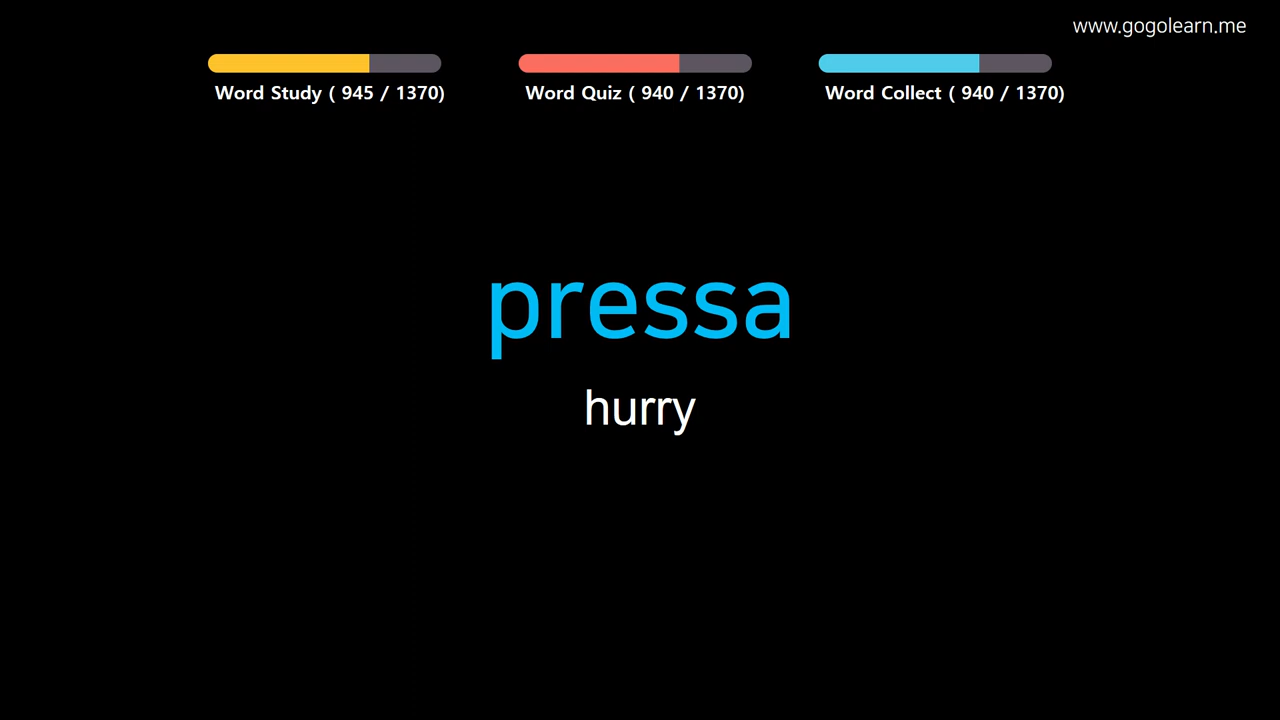 www.gogolearn.me
Word Study ( 945 / 1370)
Word Quiz ( 940 / 1370)
Word Collect ( 940 / 1370)
pressa
hurry